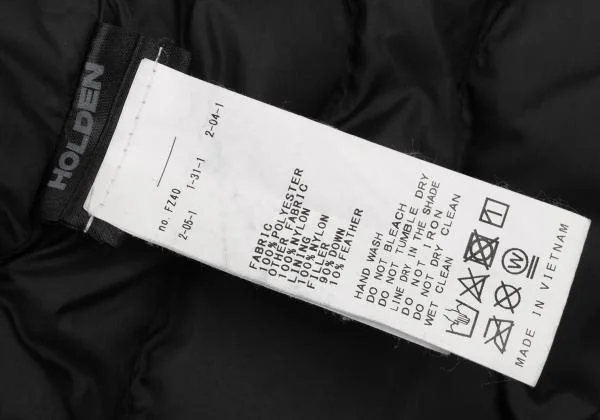 HOLDEN
no. FZ40
2-05-1
1-31-1
2-04-1
FABRIC
100% POLYESTER
OTHER FABRIC
100% NYLON
LINING
100% NYLON
FILLER
90% DOWN
10% FEATHER
HAND WASH
DO NOT BLEACH
DO NOT TUMBLE DRY
LINE DRY IN THE SHADE
DO NOT IRON
DO NOT DRY CLEAN
WET CLEAN
W
MADE IN VIETNAM